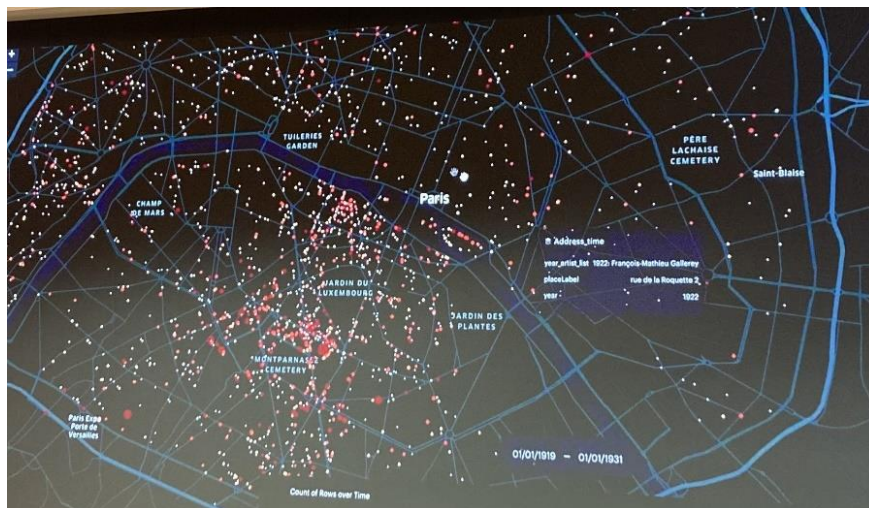 TUILERIES
GARDEN
PÈRE
LACHAISE
CEMETERY
Saint-Blaise
Paris
CHAMP
DE MARS
Address_time
year_artist_list 1922: François-Mathieu Gallerey
placeLabel rue de la Roquette 2
year 1922
JARDIN DU
LUXEMBOURG
JARDIN DES
PLANTES
MONTPARNASSE
CEMETERY
Paris Expo
Porte de
Versailles
01/01/1919 – 01/01/1931
Count of Rows over Time